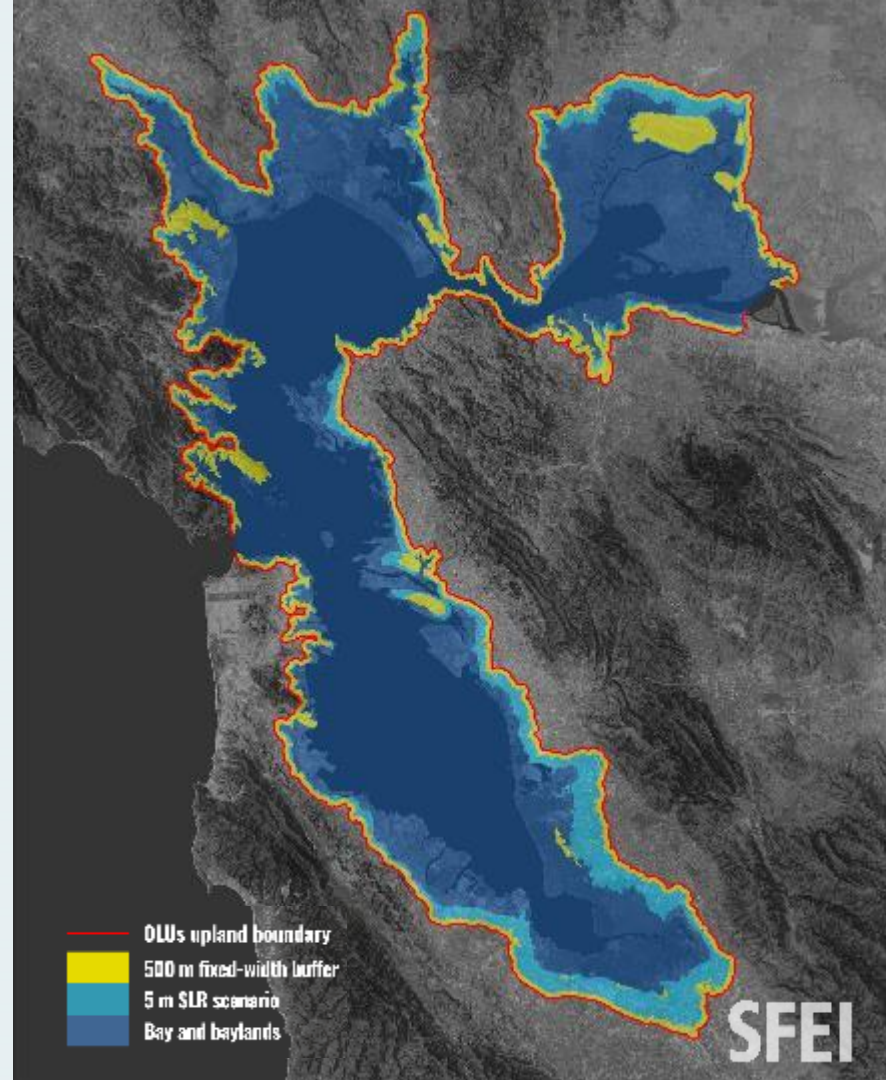 OLUs upland boundary
500 m fixed-width buffer
5 m SLR scenario
Bay and baylands
SFEI